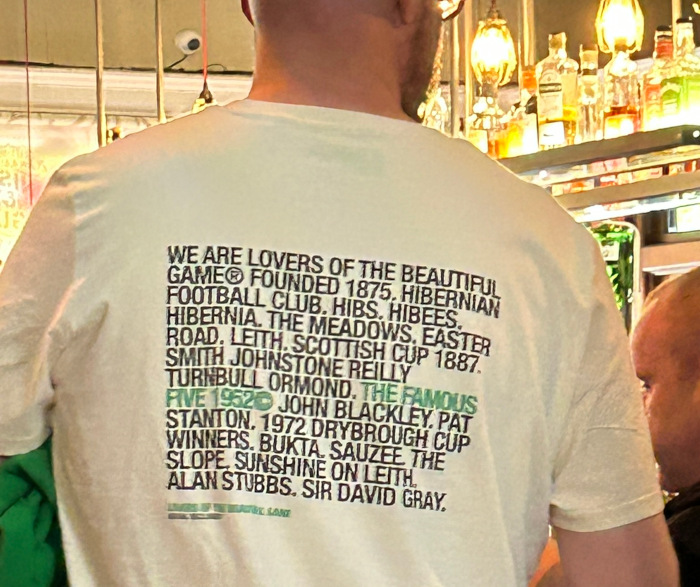 WE ARE LOVERS OF THE BEAUTIFUL
GAME® FOUNDED 1875. HIBERNIAN
FOOTBALL CLUB. HIBS. HIBEES.
HIBERNIA. THE MEADOWS. EASTER
ROAD. LEITH. SCOTTISH CUP 1887.
SMITH JOHNSTONE REILLY
TURNBULL ORMOND. THE FAMOUS
FIVE 1952© JOHN BLACKLEY. PAT
STANTON. 1972 DRYBROUGH CUP
WINNERS. BUKTA. SAUZEE. THE
SLOPE. SUNSHINE ON LEITH.
ALAN STUBBS. SIR DAVID GRAY.